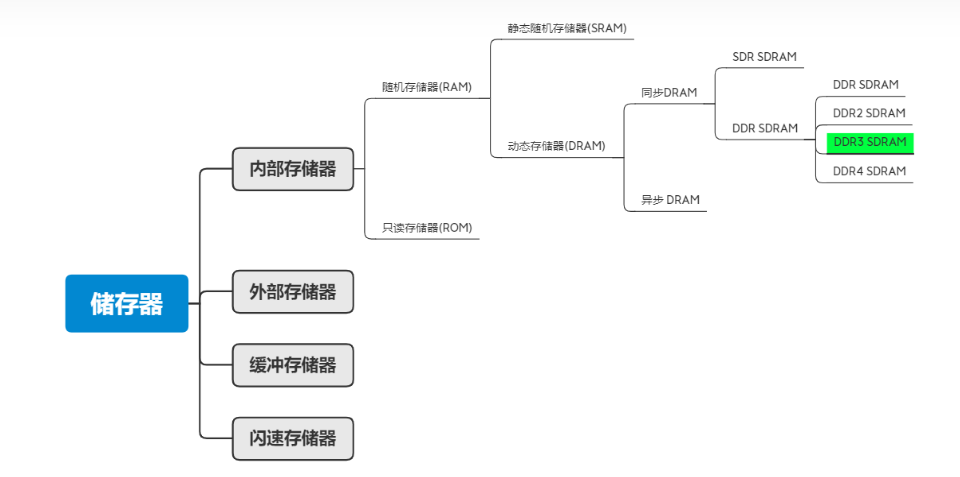 静态随机存储器(SRAM)
SDR SDRAM
随机存储器(RAM)
同步DRAM
DDR SDRAM
DDR2 SDRAM
DDR SDRAM
DDR3 SDRAM
动态存储器(DRAM)
DDR4 SDRAM
内部存储器
异步 DRAM
只读存储器(ROM)
储存器
外部存储器
缓冲存储器
闪速存储器